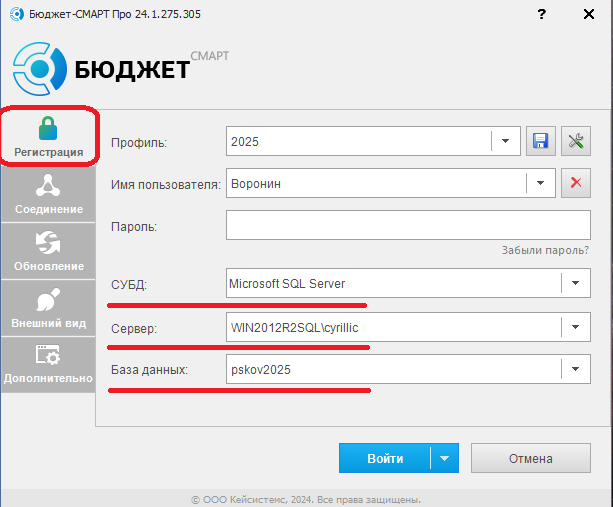 Бюджет-СМАРТ Про 24.1.275.305
?
БЮДЖЕТ СМАРТ
Регистрация
Соединение
Обновление
Внешний вид
Дополнительно
Профиль: 2025
Имя пользователя: Воронин
Пароль:
Забыли пароль?
СУБД: Microsoft SQL Server
Сервер: WIN2012R2SQL\cyrillic
База данных: pskov2025
Войти Отмена
© ООО Кейсистемс, 2024. Все права защищены.